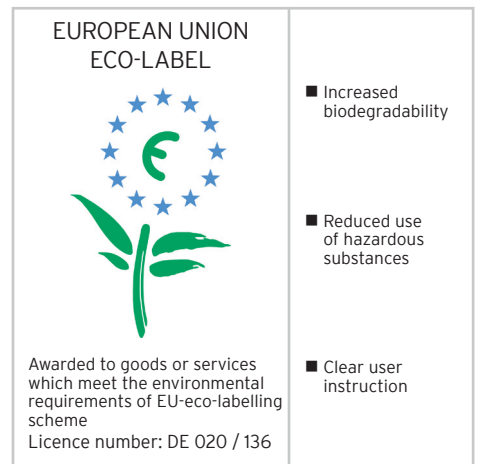 EUROPEAN UNION
ECO-LABEL
€
Awarded to goods or services
which meet the environmental
requirements of EU-eco-labelling
scheme
Licence number: DE 020 / 136
■ Increased
biodegradability
■ Reduced use
of hazardous
substances
■ Clear user
instruction